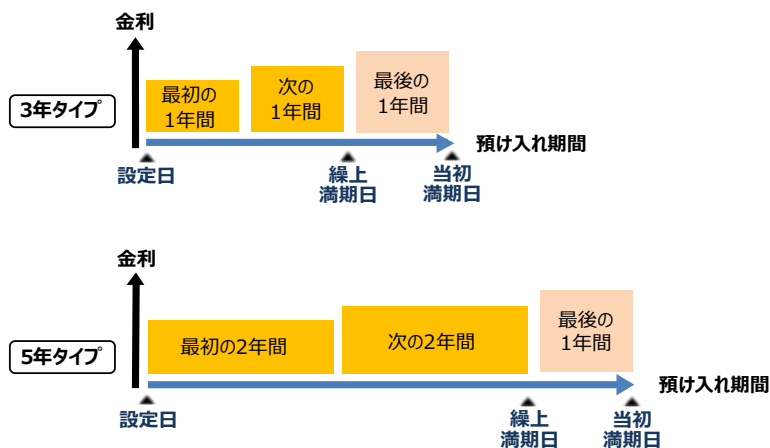 金利
3年タイプ
最初の
1年間
次の
1年間
最後の
1年間
預け入れ期間
設定日
繰上
満期日
当初
満期日
金利
5年タイプ
最初の2年間
次の2年間
最後の
1年間
預け入れ期間
設定日
繰上
満期日
当初
満期日